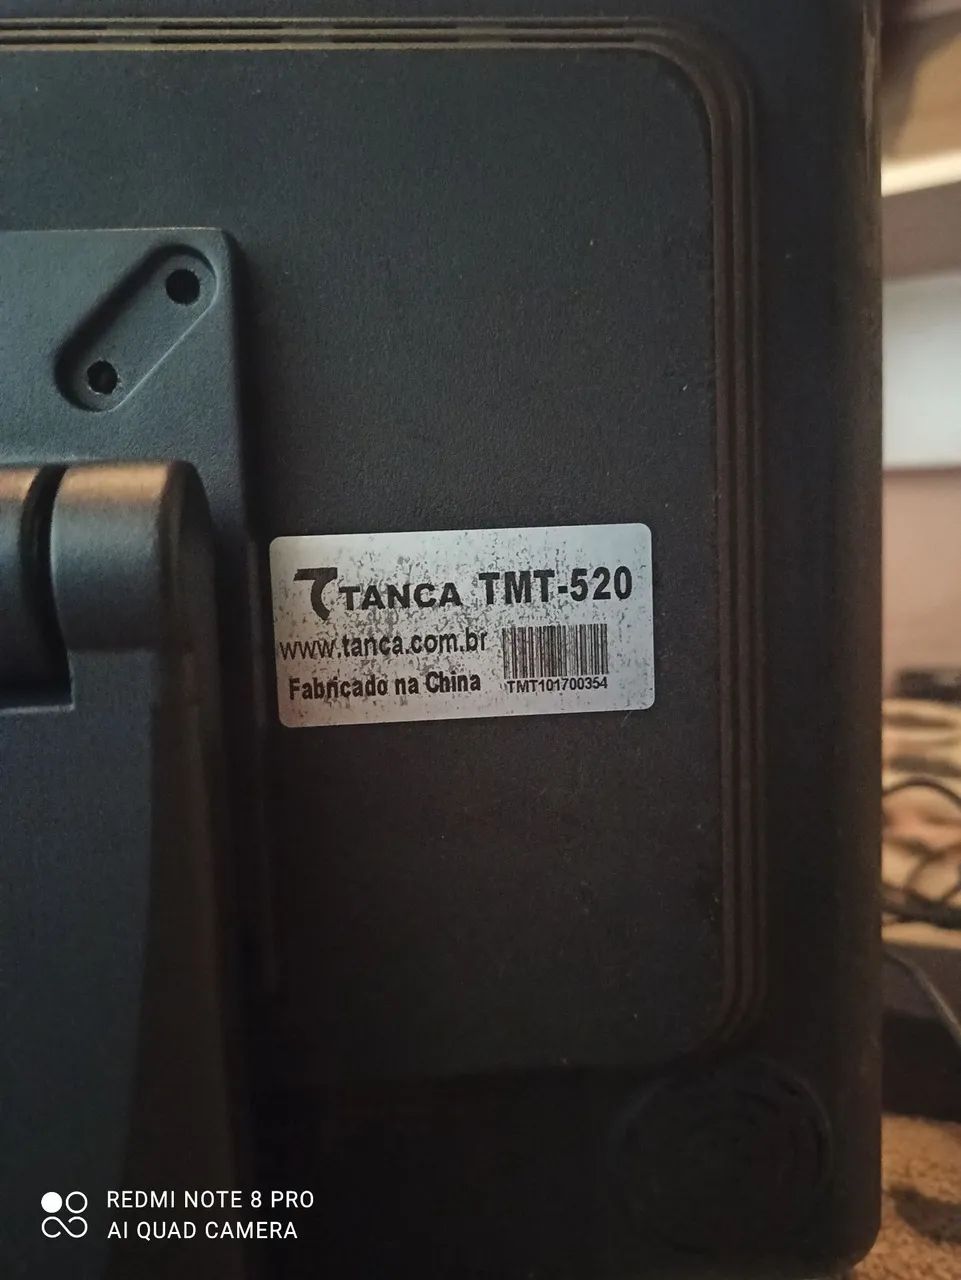 TANCA TMT-520
www.tanca.com.br
Fabricado na China
TMT101700354
REDMI NOTE 8 PRO
AI QUAD CAMERA